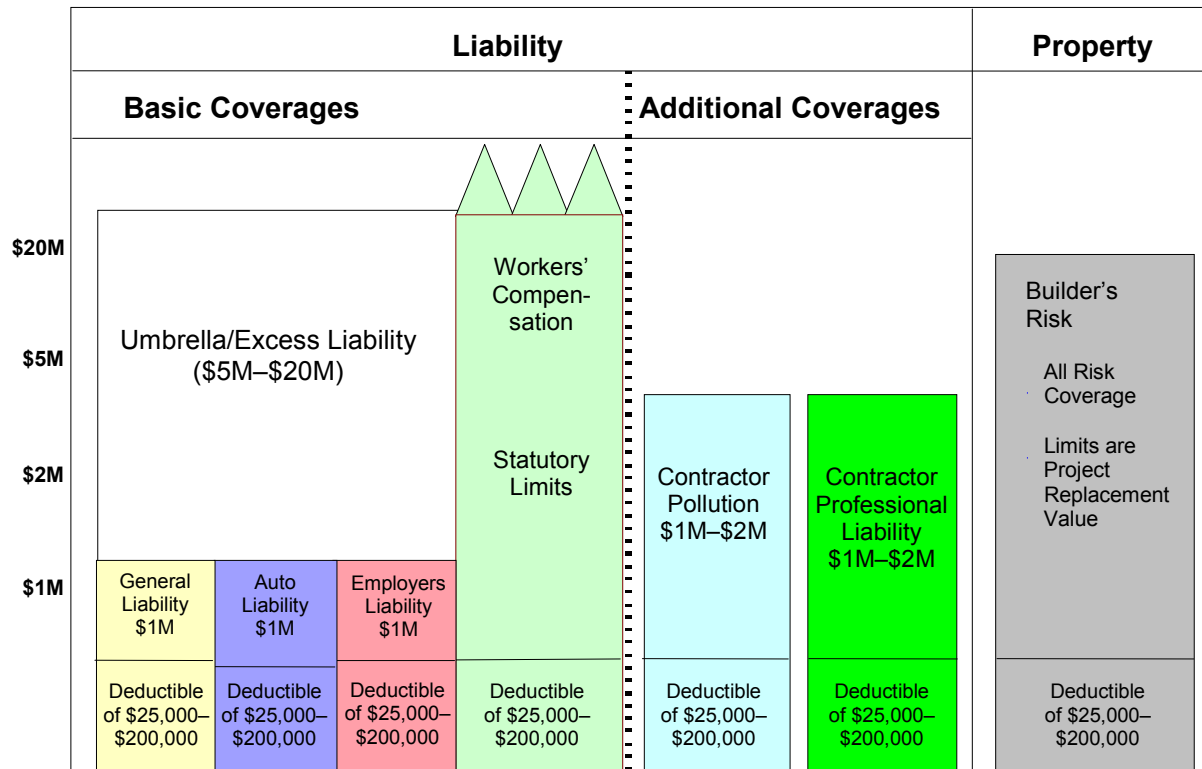 Liability
Property
Basic Coverages
Additional Coverages
$20M
$5M
$2M
$1M
Umbrella/Excess Liability
($5M–$20M)
Workers’
Compen-
sation
Statutory
Limits
General
Liability
$1M
Auto
Liability
$1M
Employers
Liability
$1M
Contractor
Pollution
$1M–$2M
Contractor
Professional
Liability
$1M–$2M
Builder’s
Risk
All Risk
Coverage
Limits are
Project
Replacement
Value
Deductible
of $25,000–
$200,000
Deductible
of $25,000–
$200,000
Deductible
of $25,000–
$200,000
Deductible
of $25,000–
$200,000
Deductible
of $25,000–
$200,000
Deductible
of $25,000–
$200,000
Deductible
of $25,000–
$200,000